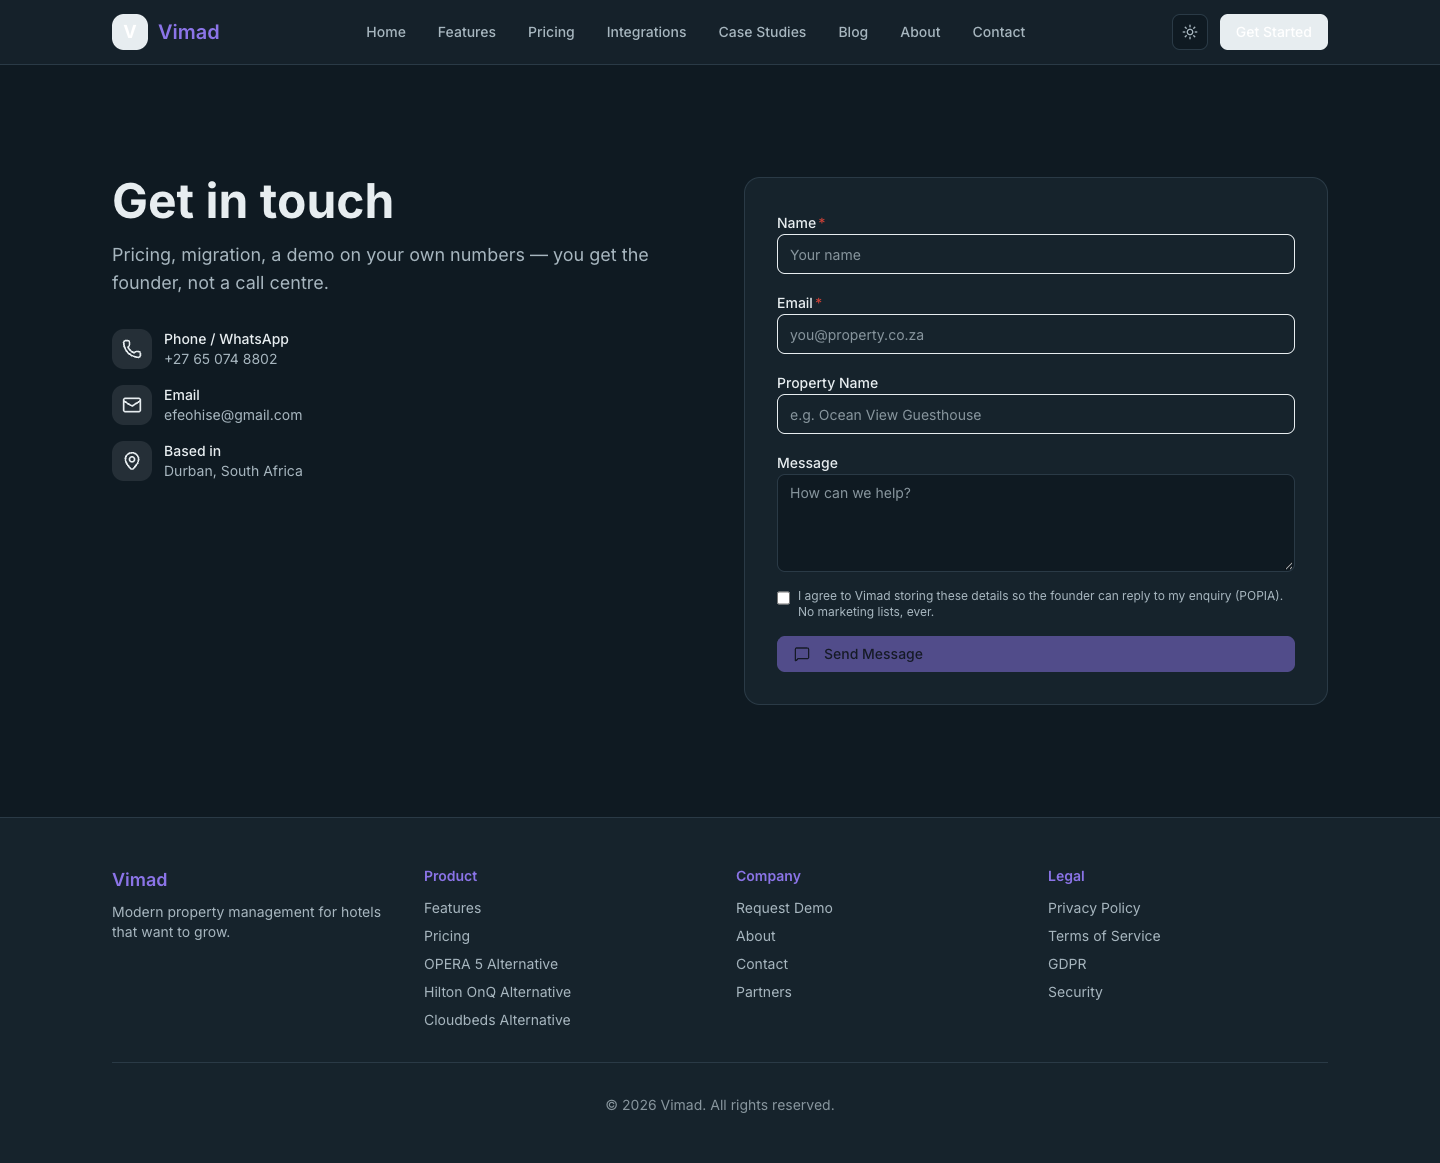 V Vimad
Home Features Pricing Integrations Case Studies Blog About Contact
Get Started
Get in touch
Pricing, migration, a demo on your own numbers — you get the
founder, not a call centre.
Phone / WhatsApp
+27 65 074 8802
Email
efeohise@gmail.com
Based in
Durban, South Africa
Name *
Your name
Email *
you@property.co.za
Property Name
e.g. Ocean View Guesthouse
Message
How can we help?
I agree to Vimad storing these details so the founder can reply to my enquiry (POPIA).
No marketing lists, ever.
Send Message
Vimad
Modern property management for hotels
that want to grow.
Product
Features
Pricing
OPERA 5 Alternative
Hilton OnQ Alternative
Cloudbeds Alternative
Company
Request Demo
About
Contact
Partners
Legal
Privacy Policy
Terms of Service
GDPR
Security
© 2026 Vimad. All rights reserved.